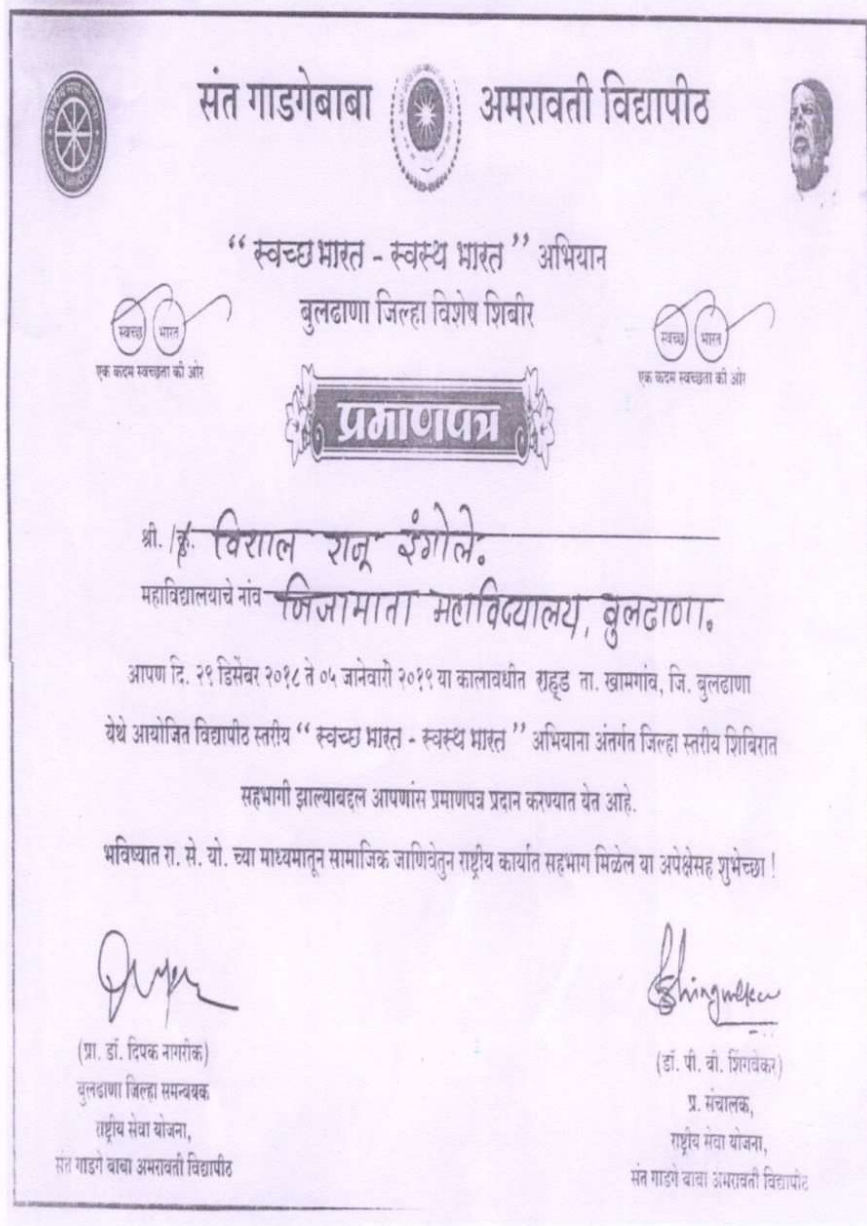 संत गाडगेबाबा अमरावती विद्यापीठ
“ स्वच्छ भारत - स्वस्थ भारत ” अभियान
बुलढाणा जिल्हा विशेष शिबीर
स्वच्छ भारत
एक कदम स्वच्छता की ओर
स्वच्छ भारत
एक कदम स्वच्छता की ओर
प्रमाणपत्र
श्री. /कु. विशाल राजू इंगोले.
महाविद्यालयाचे नांव जिजामाता महाविद्यालय, बुलढाणा.
आपण दि. २९ डिसेंबर २०१८ ते ०५ जानेवारी २०१९ या कालावधीत राहूड ता. खामगांव, जि. बुलढाणा
येथे आयोजित विद्यापीठ स्तरीय “ स्वच्छ भारत - स्वस्थ भारत ” अभियाना अंतर्गत जिल्हा स्तरीय शिबिरात
सहभागी झाल्याबद्दल आपणांस प्रमाणपत्र प्रदान करण्यात येत आहे.
भविष्यात रा. से. यो. च्या माध्यमातून सामाजिक जाणिवेतुन राष्ट्रीय कार्यात सहभाग मिळेल या अपेक्षेसह शुभेच्छा !
(प्रा. डॉ. दिपक नागरीक)
बुलढाणा जिल्हा समन्वयक
राष्ट्रीय सेवा योजना,
संत गाडगे बाबा अमरावती विद्यापीठ
(डॉ. पी. वी. शिंगवेकर)
प्र. संचालक,
राष्ट्रीय सेवा योजना,
संत गाडगे बाबा अमरावती विद्यापीठ